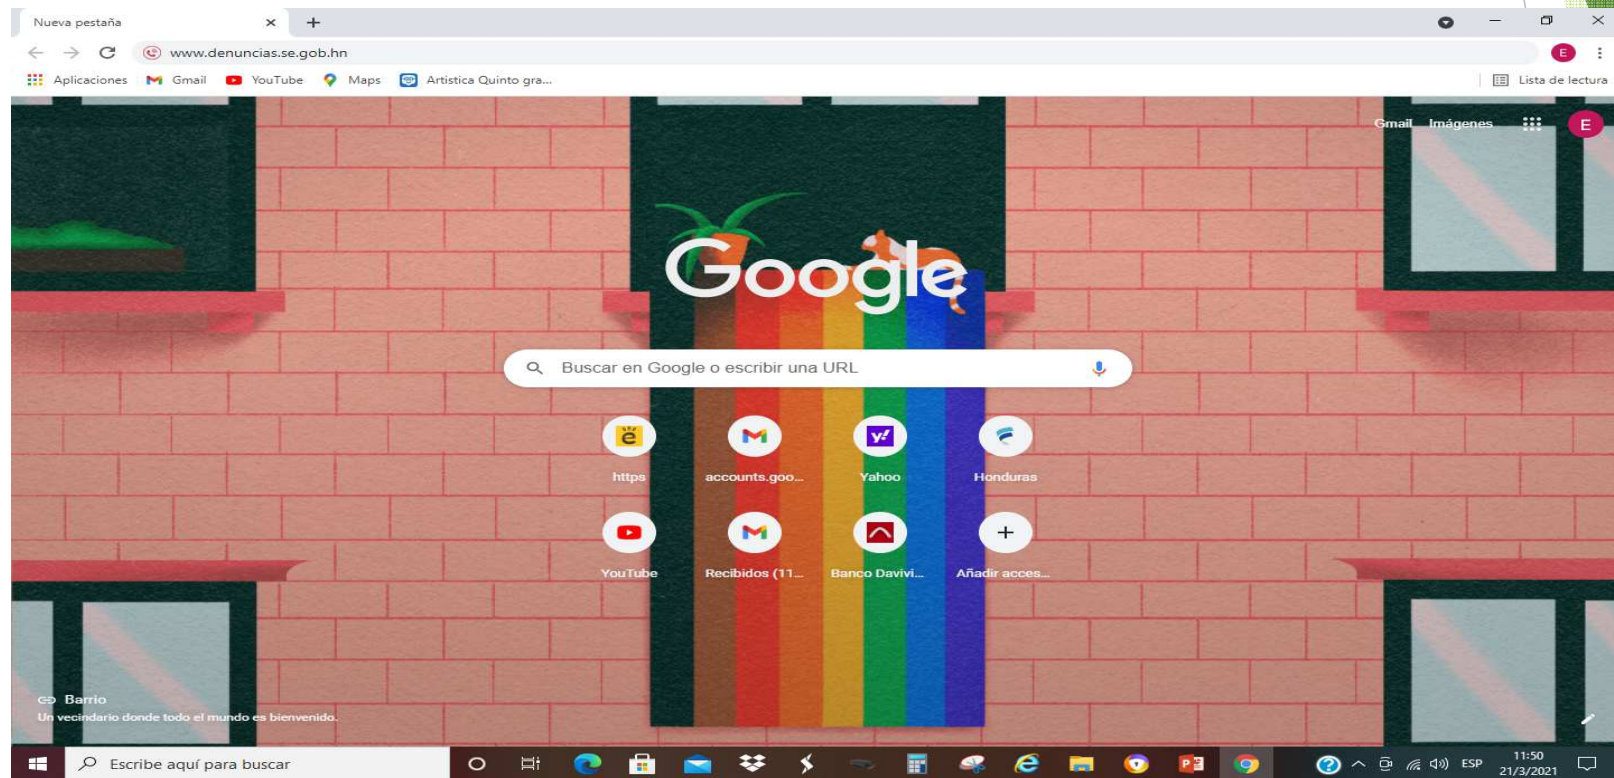 Nueva pestaña
www.denuncias.se.gob.hn
E
Aplicaciones Gmail YouTube Maps Artistica Quinto gra... Lista de lectura
Gmail Imágenes E
Google
Buscar en Google o escribir una URL
https accounts.goo... Yahoo Honduras
YouTube Recibidos (11... Banco Davivi... Añadir acces...
Barrio
Un vecindario donde todo el mundo es bienvenido.
Escribe aquí para buscar
ESP
11:50
21/3/2021